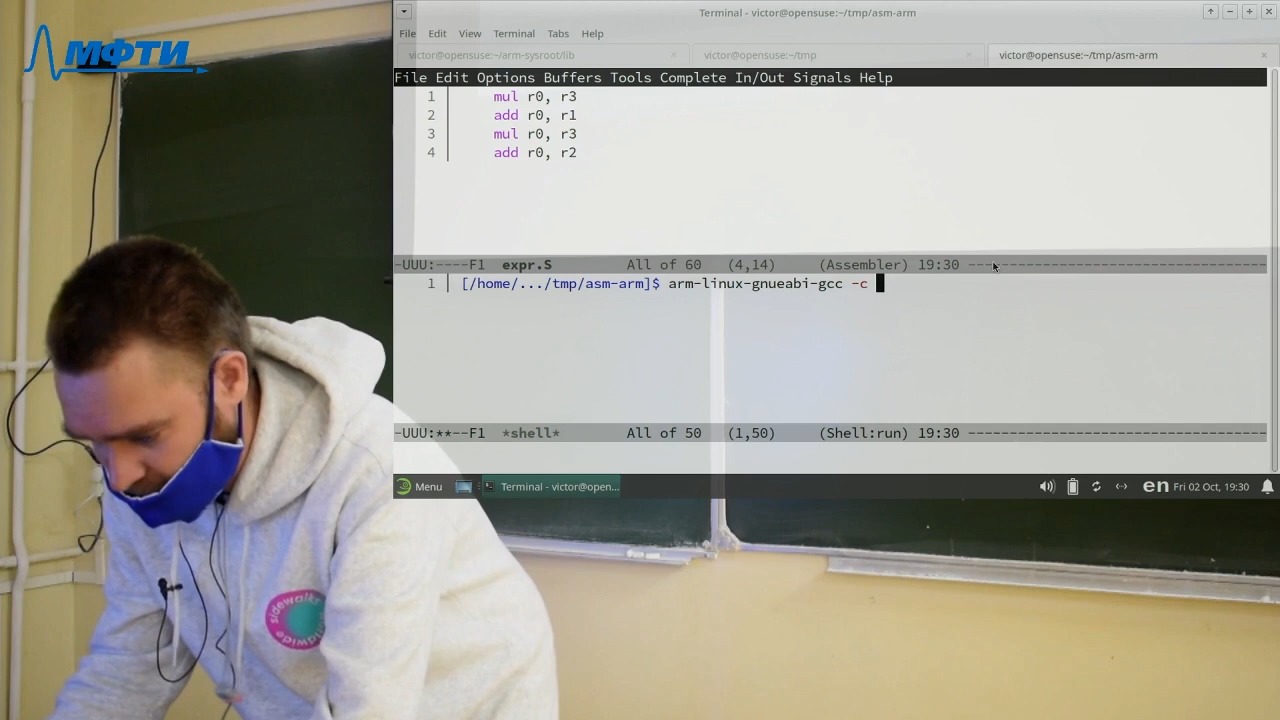 МФТИ
Terminal - victor@opensuse:~/tmp/asm-arm
File Edit View Terminal Tabs Help
victor@opensuse:~/arm-sysroot/lib
victor@opensuse:~/tmp
victor@opensuse:~/tmp/asm-arm
File Edit Options Buffers Tools Complete In/Out Signals Help
1 mul r0, r3
2 add r0, r1
3 mul r0, r3
4 add r0, r2
-UUU:----F1 expr.S All of 60 (4,14) (Assembler) 19:30 ----------------------------------
1 [/home/.../tmp/asm-arm]$ arm-linux-gnueabi-gcc -c
-UUU:**--F1 *shell* All of 50 (1,50) (Shell:run) 19:30 ----------------------------------
Menu Terminal - victor@open... en Fri 02 Oct, 19:30
sidewalks